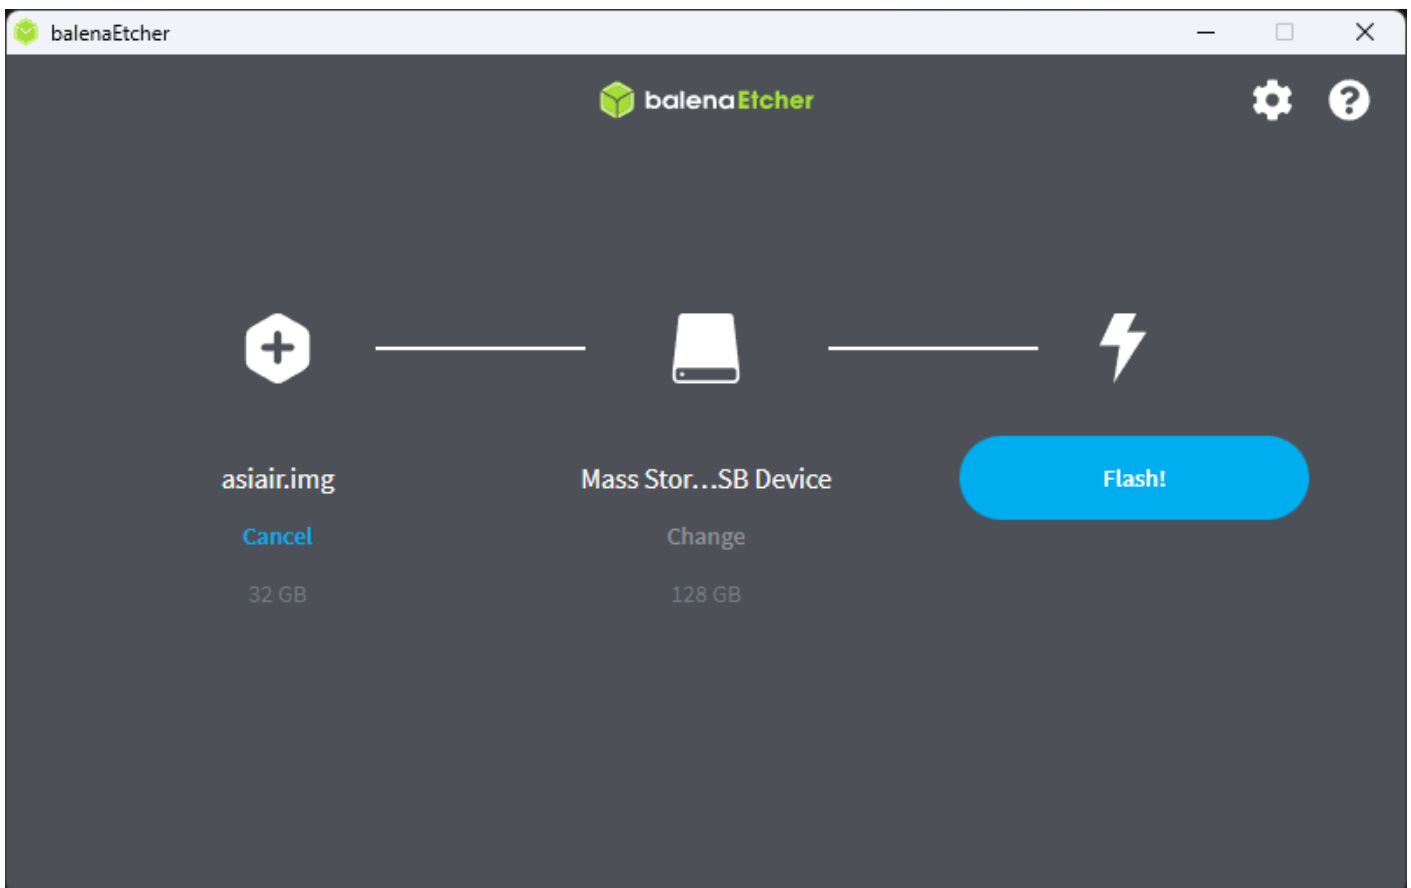 balenaEtcher
balenaEtcher
asiair.img
Mass Stor...SB Device
Flash!
Cancel
Change
32 GB
128 GB